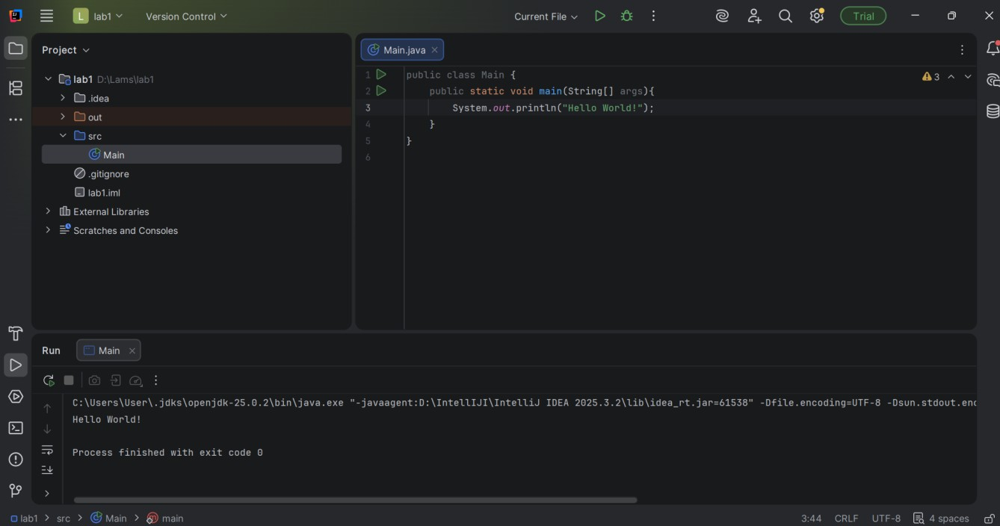 L lab1 Version Control Current File Trial
Project
lab1 D:\Lams\lab1
.idea
out
src
Main
.gitignore
lab1.iml
External Libraries
Scratches and Consoles
Main.java
1 public class Main {
2 public static void main(String[] args){
3 System.out.println("Hello World!");
4 }
5 }
6
3
Run Main
C:\Users\User\.jdks\openjdk-25.0.2\bin\java.exe "-javaagent:D:\IntellIJI\IntelliJ IDEA 2025.3.2\lib\idea_rt.jar=61538" -Dfile.encoding=UTF-8 -Dsun.stdout.enc
Hello World!
Process finished with exit code 0
lab1 > src > Main > main 3:44 CRLF UTF-8 4 spaces